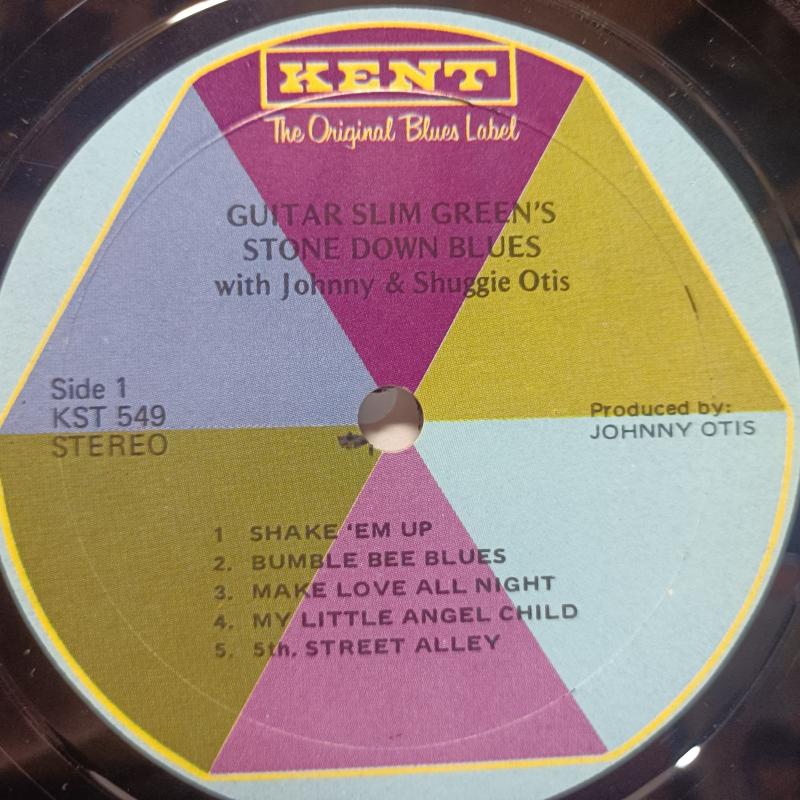 KENT
The Original Blues Label
GUITAR SLIM GREEN'S
STONE DOWN BLUES
with Johnny & Shuggie Otis
Side 1
KST 549
STEREO
Produced by:
JOHNNY OTIS
1 SHAKE 'EM UP
2. BUMBLE BEE BLUES
3. MAKE LOVE ALL NIGHT
4. MY LITTLE ANGEL CHILD
5. 5th. STREET ALLEY